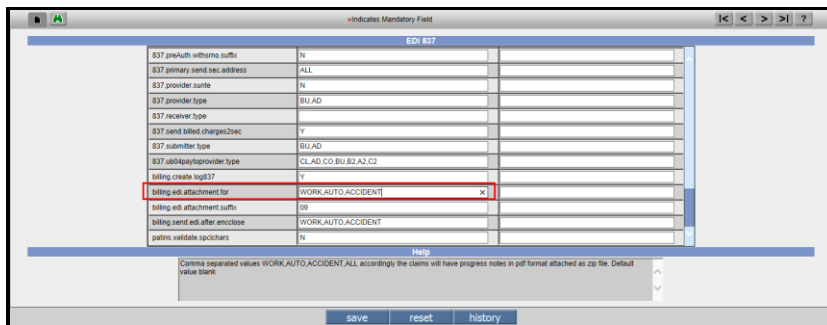 *Indicates Mandatory Field
|< < > >| ?
EDI 837
837.preAuth.withsrno.suffix N
837.primary.send.sec.address ALL
837.provider.sunte N
837.provider.type BU,AD
837.receiver.type
837.send.billed.charges2sec Y
837.submitter.type BU,AD
837.ub04paytoprovider.type CL,AD,CO,BU,B2,A2,C2
billing.create.log837 Y
billing.edi.attachment.for WORK,AUTO,ACCIDENT ×
billing.edi.attachment.suffix 09
billing.send.edi.after.encclose WORK,AUTO,ACCIDENT
patins.validate.spclchars N
Help
Comma separated values WORK,AUTO,ACCIDENT,ALL accordingly the claims will have progress notes in pdf format attached as zip file. Default
value blank
save reset history